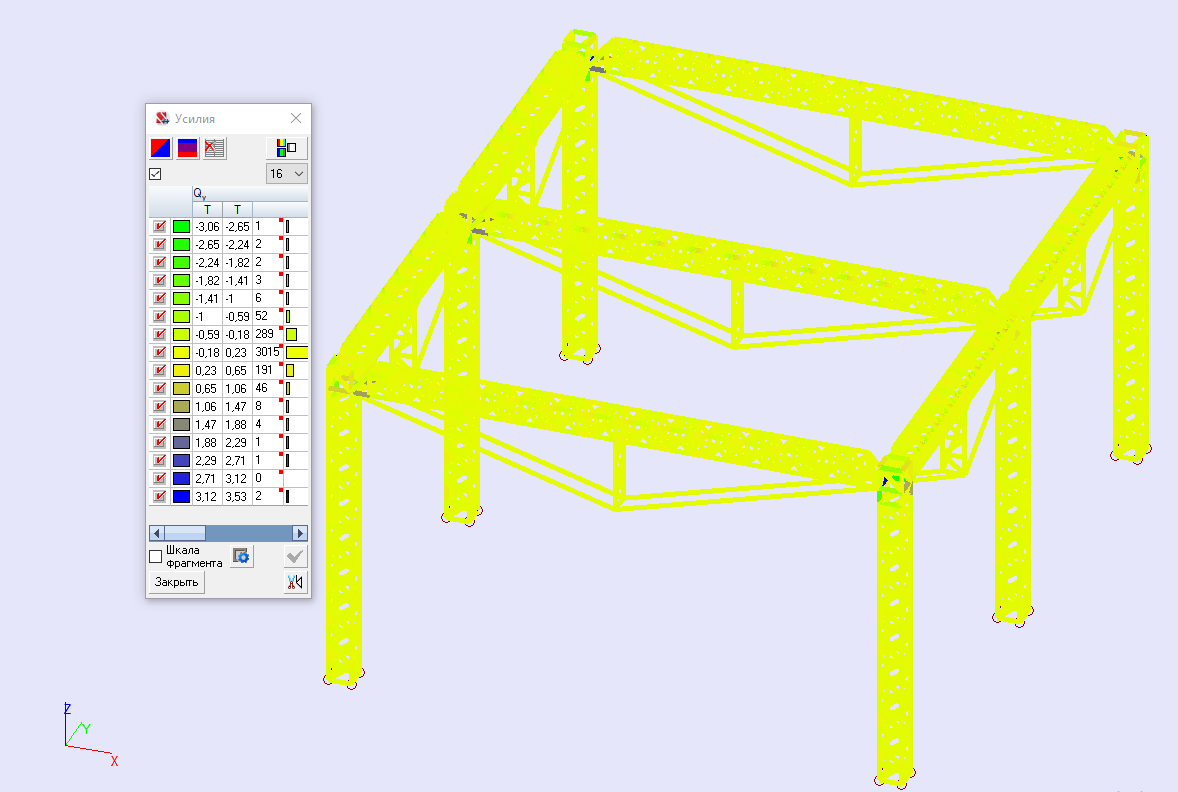 Усилия
16
Qy
Т Т
-3,06 -2,65 1
-2,65 -2,24 2
-2,24 -1,82 2
-1,82 -1,41 3
-1,41 -1 6
-1 -0,59 52
-0,59 -0,18 289
-0,18 0,23 3015
0,23 0,65 191
0,65 1,06 46
1,06 1,47 8
1,47 1,88 4
1,88 2,29 1
2,29 2,71 1
2,71 3,12 0
3,12 3,53 2
Шкала
фрагмента
Закрыть
Z
Y
X